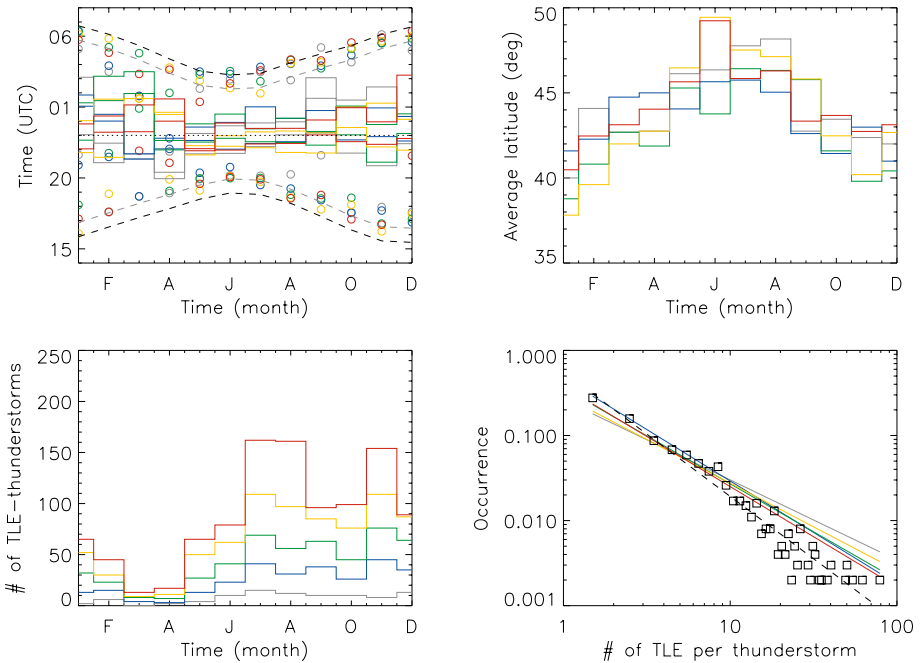 06
01
20
15
Time (UTC)
F A J A O D
Time (month)
50
45
40
35
Average latitude (deg)
F A J A O D
Time (month)
250
200
150
100
50
0
# of TLE-thunderstorms
F A J A O D
Time (month)
1.000
0.100
0.010
0.001
Occurrence
1 10 100
# of TLE per thunderstorm